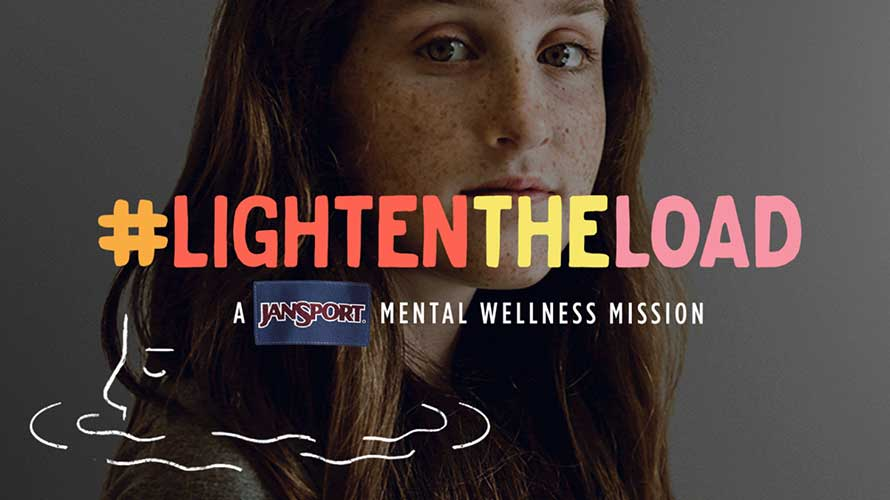 #LIGHTENTHELOAD
A JANSPORT. MENTAL WELLNESS MISSION